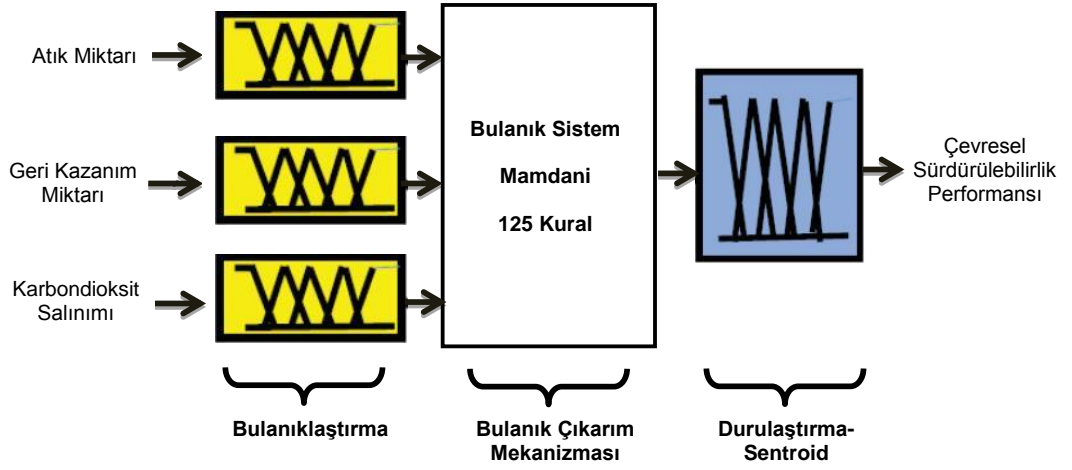 Atık Miktarı
Geri Kazanım
Miktarı
Karbondioksit
Salınımı
Bulanık Sistem
Mamdani
125 Kural
Çevresel
Sürdürülebilirlik
Performansı
Bulanıklaştırma
Bulanık Çıkarım
Mekanizması
Durulaştırma-
Sentroid